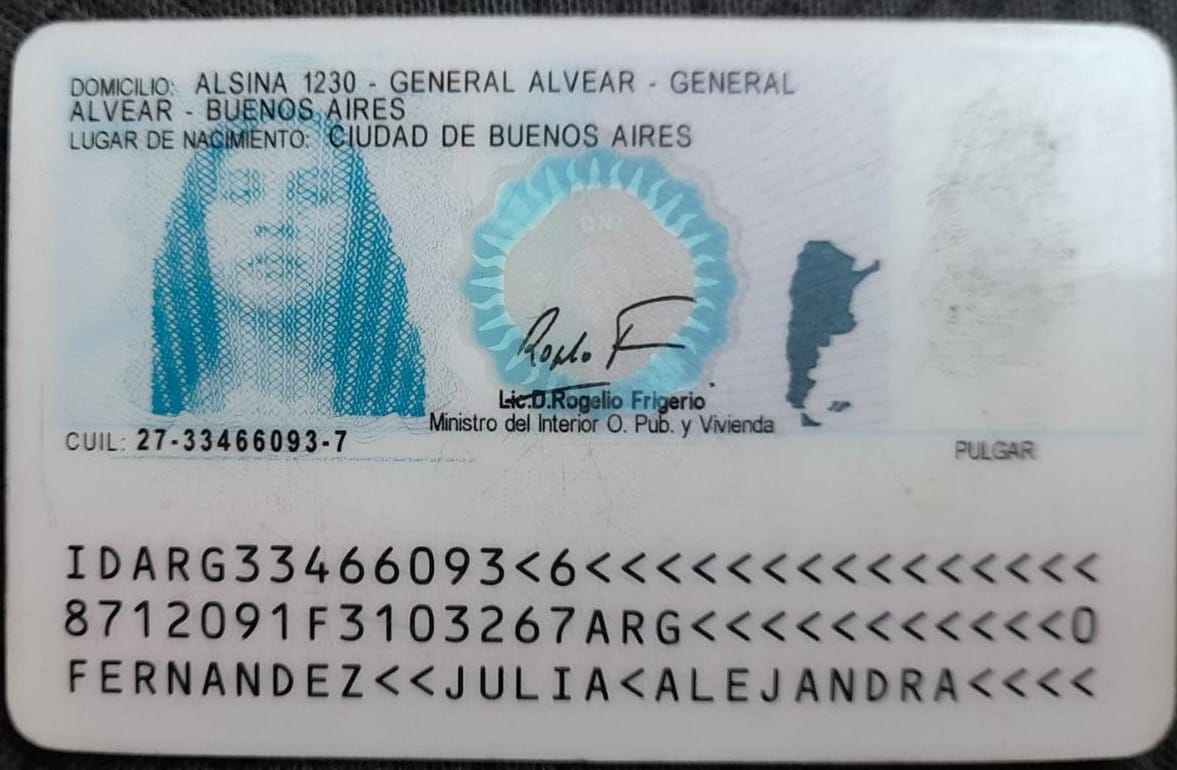 DOMICILIO: ALSINA 1230 - GENERAL ALVEAR - GENERAL
ALVEAR - BUENOS AIRES
LUGAR DE NACIMIENTO: CIUDAD DE BUENOS AIRES
DNI
Lic.D.Rogelio Frigerio
Ministro del Interior O. Pub. y Vivienda
CUIL: 27-33466093-7
PULGAR
IDARG33466093<6<<<<<<<<<<<<<<<
8712091F3103267ARG<<<<<<<<<<<0
FERNANDEZ<<JULIA<ALEJANDRA<<<<